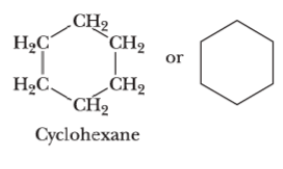 CH₂
H₂C CH₂
or
H₂C CH₂
CH₂
Cyclohexane